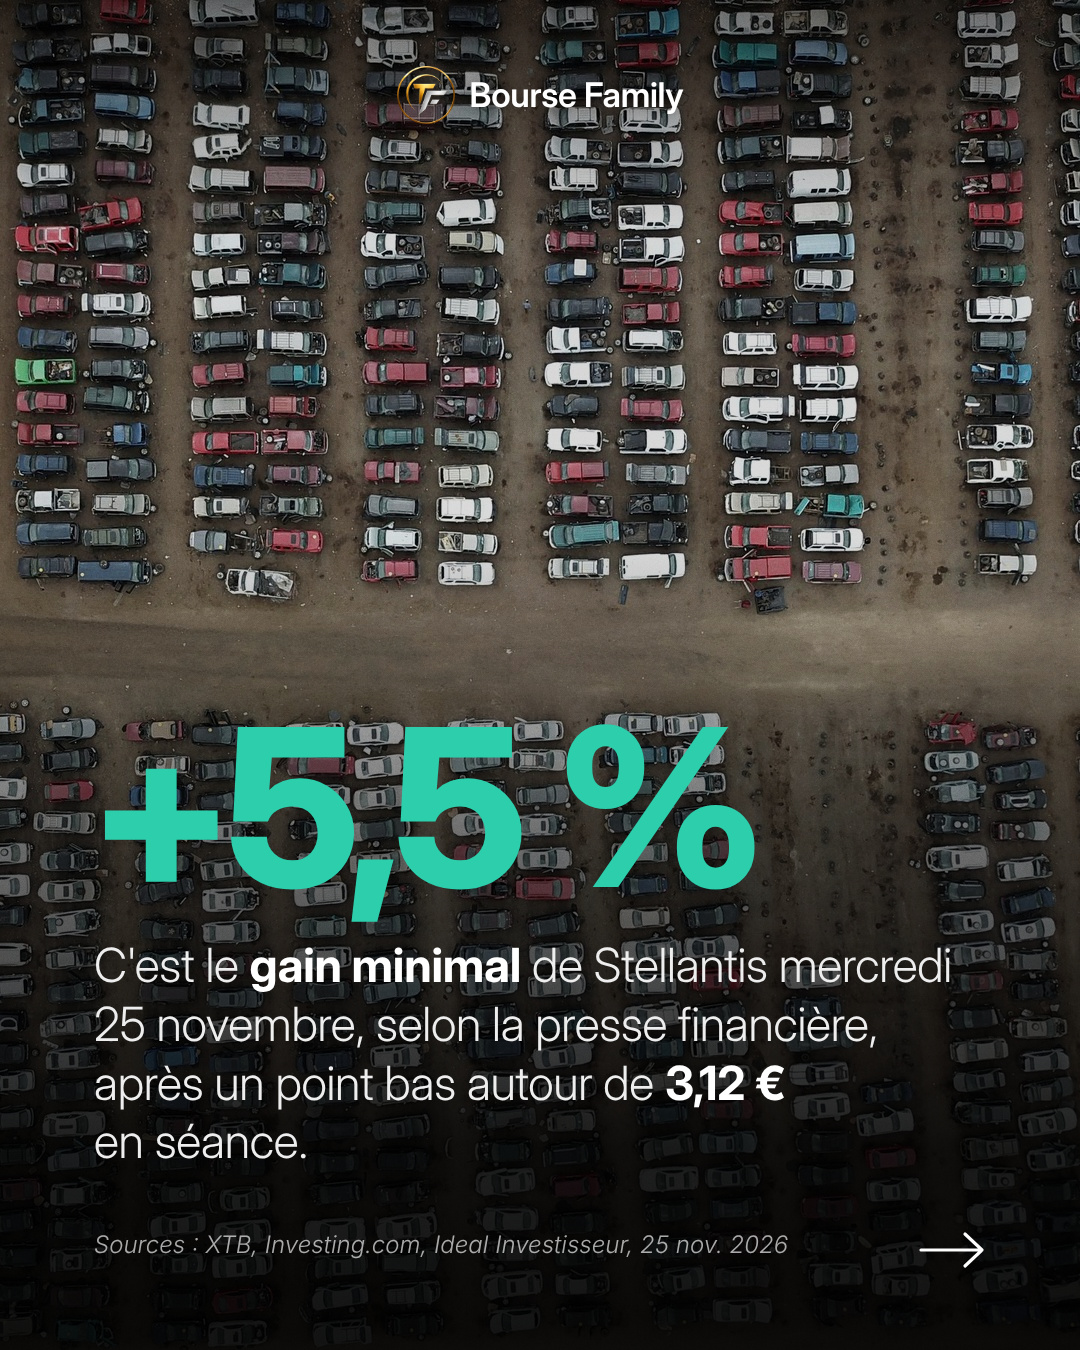 Bourse Family
+5,5 %
C'est le gain minimal de Stellantis mercredi
25 novembre, selon la presse financière,
après un point bas autour de 3,12 €
en séance.
Sources : XTB, Investing.com, Ideal Investisseur, 25 nov. 2026